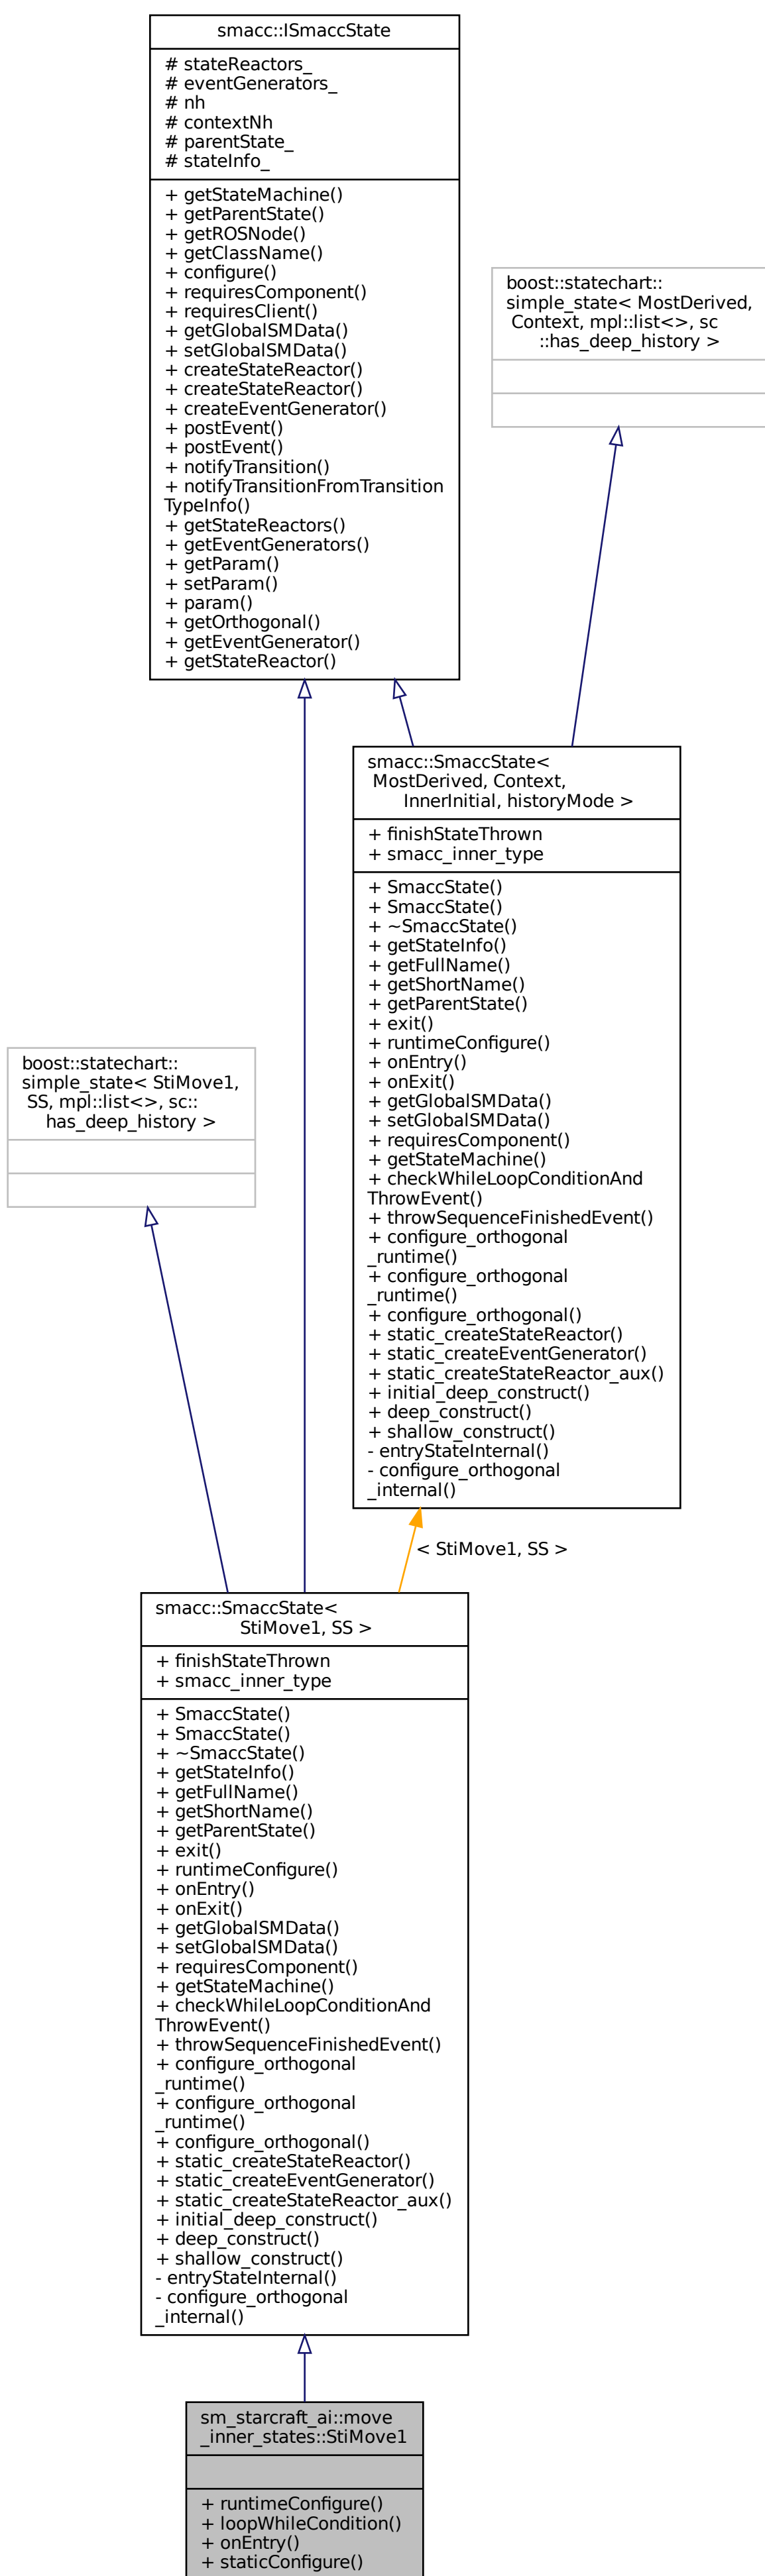 smacc::ISmaccState
# stateReactors_
# eventGenerators_
# nh
# contextNh
# parentState_
# stateInfo_
+ getStateMachine()
+ getParentState()
+ getROSNode()
+ getClassName()
+ configure()
+ requiresComponent()
+ requiresClient()
+ getGlobalSMData()
+ setGlobalSMData()
+ createStateReactor()
+ createStateReactor()
+ createEventGenerator()
+ postEvent()
+ postEvent()
+ notifyTransition()
+ notifyTransitionFromTransition
TypeInfo()
+ getStateReactors()
+ getEventGenerators()
+ getParam()
+ setParam()
+ param()
+ getOrthogonal()
+ getEventGenerator()
+ getStateReactor()
boost::statechart::
simple_state< MostDerived,
Context, mpl::list<>, sc
::has_deep_history >
smacc::SmaccState<
MostDerived, Context,
InnerInitial, historyMode >
+ finishStateThrown
+ smacc_inner_type
+ SmaccState()
+ SmaccState()
+ ~SmaccState()
+ getStateInfo()
+ getFullName()
+ getShortName()
+ getParentState()
+ exit()
+ runtimeConfigure()
+ onEntry()
+ onExit()
+ getGlobalSMData()
+ setGlobalSMData()
+ requiresComponent()
+ getStateMachine()
+ checkWhileLoopConditionAnd
ThrowEvent()
+ throwSequenceFinishedEvent()
+ configure_orthogonal
_runtime()
+ configure_orthogonal
_runtime()
+ configure_orthogonal()
+ static_createStateReactor()
+ static_createEventGenerator()
+ static_createStateReactor_aux()
+ initial_deep_construct()
+ deep_construct()
+ shallow_construct()
- entryStateInternal()
- configure_orthogonal
_internal()
boost::statechart::
simple_state< StiMove1,
SS, mpl::list<>, sc::
has_deep_history >
< StiMove1, SS >
smacc::SmaccState<
StiMove1, SS >
+ finishStateThrown
+ smacc_inner_type
+ SmaccState()
+ SmaccState()
+ ~SmaccState()
+ getStateInfo()
+ getFullName()
+ getShortName()
+ getParentState()
+ exit()
+ runtimeConfigure()
+ onEntry()
+ onExit()
+ getGlobalSMData()
+ setGlobalSMData()
+ requiresComponent()
+ getStateMachine()
+ checkWhileLoopConditionAnd
ThrowEvent()
+ throwSequenceFinishedEvent()
+ configure_orthogonal
_runtime()
+ configure_orthogonal
_runtime()
+ configure_orthogonal()
+ static_createStateReactor()
+ static_createEventGenerator()
+ static_createStateReactor_aux()
+ initial_deep_construct()
+ deep_construct()
+ shallow_construct()
- entryStateInternal()
- configure_orthogonal
_internal()
sm_starcraft_ai::move
_inner_states::StiMove1
+ runtimeConfigure()
+ loopWhileCondition()
+ onEntry()
+ staticConfigure()